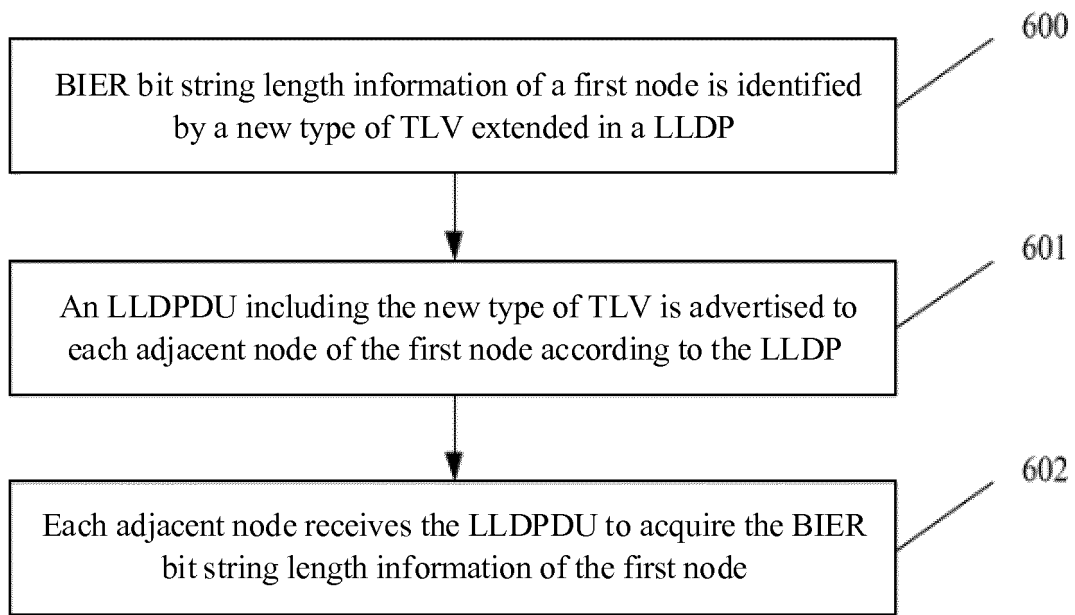 600
BIER bit string length information of a first node is identified
by a new type of TLV extended in a LLDP
601
An LLDPDU including the new type of TLV is advertised to
each adjacent node of the first node according to the LLDP
602
Each adjacent node receives the LLDPDU to acquire the BIER
bit string length information of the first node